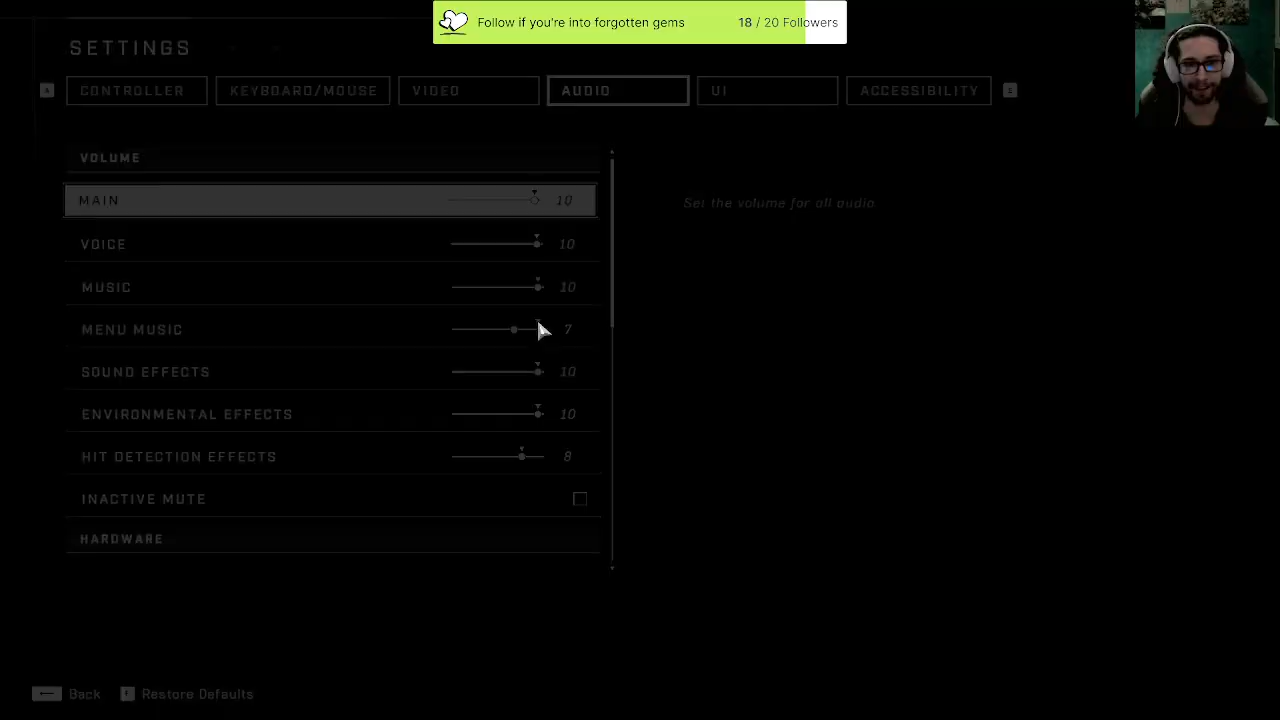 Follow if you're into forgotten gems 18 / 20 Followers
SETTINGS
CONTROLLER KEYBOARD/MOUSE VIDEO AUDIO UI ACCESSIBILITY
VOLUME
MAIN 10
Set the volume for all audio
VOICE 10
MUSIC 10
MENU MUSIC 7
SOUND EFFECTS 10
ENVIRONMENTAL EFFECTS 10
HIT DETECTION EFFECTS 8
INACTIVE MUTE
HARDWARE
Back Restore Defaults